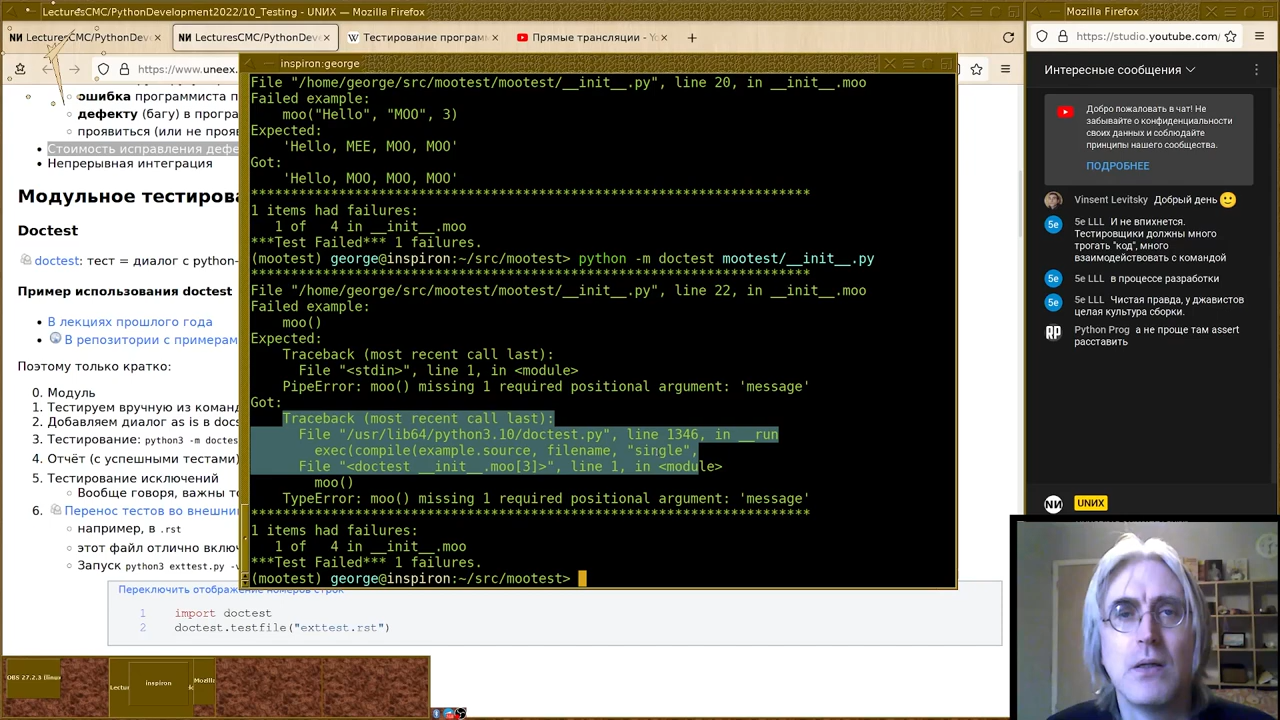 LecturesCMC/PythonDevelopment2022/10_Testing - UNИX — Mozilla Firefox
Mozilla Firefox
LecturesCMC/PythonDeve
LecturesCMC/PythonDev
Тестирование програм
Прямые трансляции - Yo
https://www.uneex.
https://studio.youtube.com/
inspiron:george
ошибка программиста п
дефекту (багу) в програ
проявиться (или не прояв
Стоимость исправления дефе
Непрерывная интеграция
Модульное тестирова
Doctest
doctest: тест = диалог с python-
Пример использования doctest
В лекциях прошлого года
В репозитории с примерам
Поэтому только кратко:
0. Модуль
1. Тестируем вручную из команд
2. Добавляем диалог as is в docs
3. Тестирование: python3 -m doctes
4. Отчёт (с успешными тестами)
5. Тестирование исключений
Вообще говоря, важны то
6. Перенос тестов во внешни
например, в .rst
этот файл отлично включ
Запуск python3 exttest.py -v
Переключить отображение номеров строк
1 import doctest
2 doctest.testfile("exttest.rst")
File "/home/george/src/mootest/mootest/__init__.py", line 20, in __init__.moo
Failed example:
moo("Hello", "MOO", 3)
Expected:
'Hello, MEE, MOO, MOO'
Got:
'Hello, MOO, MOO, MOO'
**********************************************************************
1 items had failures:
1 of 4 in __init__.moo
***Test Failed*** 1 failures.
(mootest) george@inspiron:~/src/mootest> python -m doctest mootest/__init__.py
**********************************************************************
File "/home/george/src/mootest/mootest/__init__.py", line 22, in __init__.moo
Failed example:
moo()
Expected:
Traceback (most recent call last):
File "<stdin>", line 1, in <module>
PipeError: moo() missing 1 required positional argument: 'message'
Got:
Traceback (most recent call last):
File "/usr/lib64/python3.10/doctest.py", line 1346, in __run
exec(compile(example.source, filename, "single",
File "<doctest __init__.moo[3]>", line 1, in <module>
moo()
TypeError: moo() missing 1 required positional argument: 'message'
**********************************************************************
1 items had failures:
1 of 4 in __init__.moo
***Test Failed*** 1 failures.
(mootest) george@inspiron:~/src/mootest>
Интересные сообщения
Добро пожаловать в чат! Не
забывайте о конфиденциальности
своих данных и соблюдайте
принципы нашего сообщества.
ПОДРОБНЕЕ
Vinsent Levitsky Добрый день
5e LLL И не впихнется.
Тестировщики должны много
трогать "код", много
взаимодействовать с командой
5e LLL в процессе разработки
5e LLL Чистая правда, у джавистов
целая культура сборки.
Python Prog а не проще там assert
расставить
UNИX
OBS 27.2.3 (linux
Lectur
inspiron
Mozilla